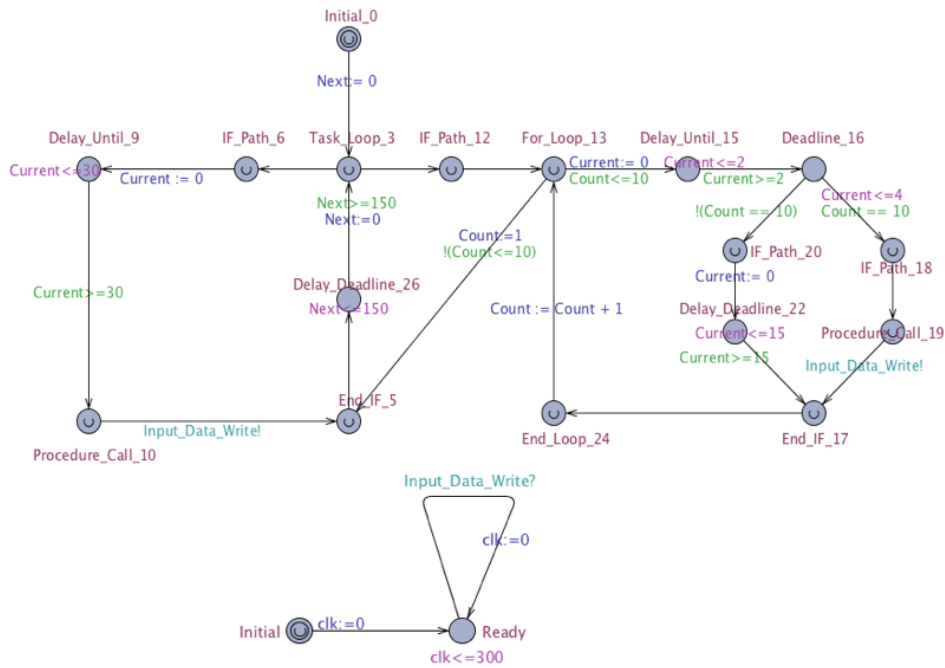 Initial_0
Next:= 0
Delay_Until_9
IF_Path_6
Task_Loop_3
IF_Path_12
For_Loop_13
Delay_Until_15
Deadline_16
Current<=30
Current := 0
Current:= 0
Count<=10
Current<=2
Current>=2
Current<=4
Count == 10
!(Count == 10)
Next>=150
Next:=0
Count:=1
!(Count<=10)
IF_Path_20
IF_Path_18
Current:= 0
Current>=30
Delay_Deadline_26
Next<=150
Count := Count + 1
Delay_Deadline_22
Current<=15
Current>=15
Procedure_Call_19
Input_Data_Write!
End_IF_5
Input_Data_Write!
End_Loop_24
End_IF_17
Procedure_Call_10
Input_Data_Write?
clk:=0
Initial
clk:=0
Ready
clk<=300